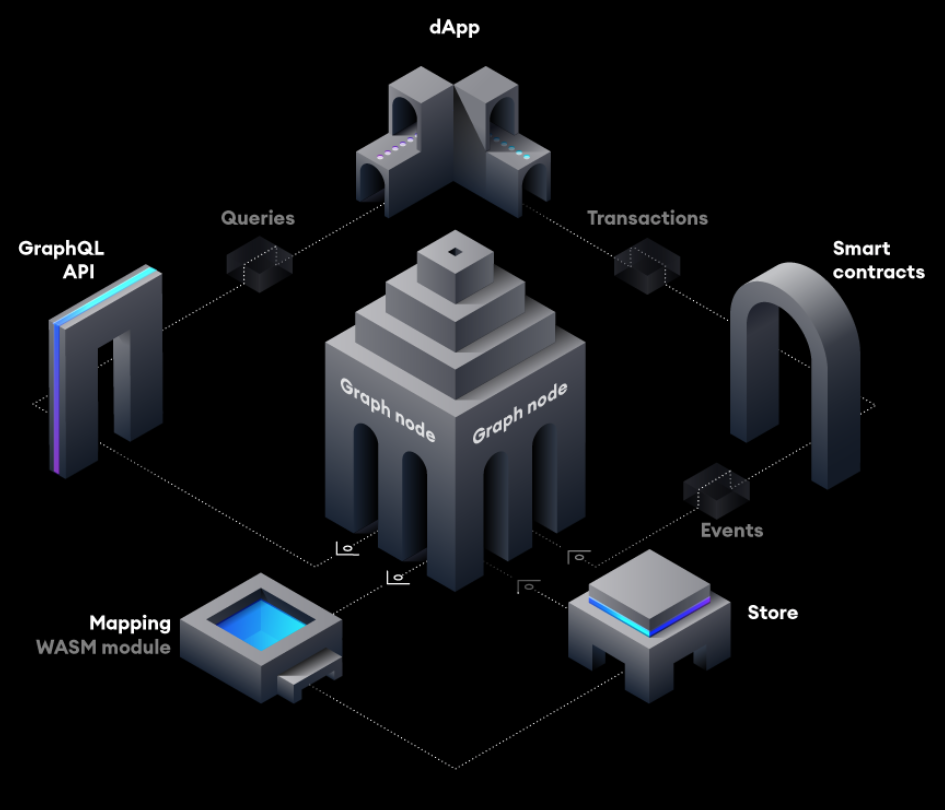 dApp
Queries
Transactions
GraphQL
API
Smart
contracts
Graph node
Graph node
Events
Mapping
WASM module
Store